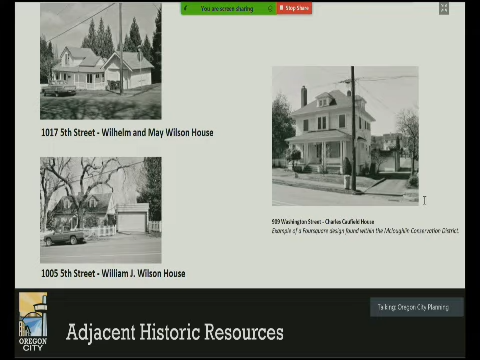 You are screen sharing
Stop Share
1017 5th Street - Wilhelm and May Wilson House
1005 5th Street - William J. Wilson House
909 Washington Street - Charles Caufield House
Example of a Foursquare design found within the McLoughlin Conservation District.
Talking: Oregon City Planning
OREGON
CITY
Adjacent Historic Resources